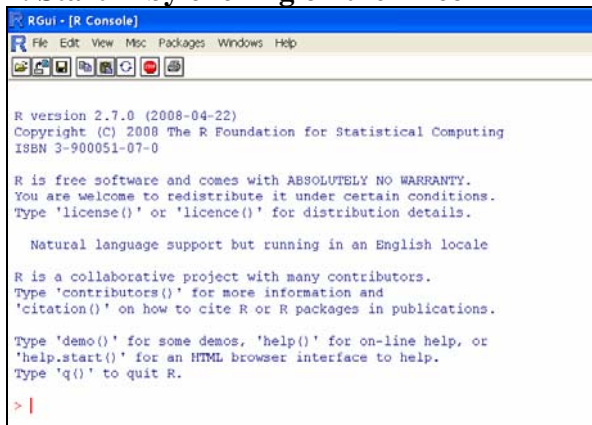 RGui - [R Console]
File Edit View Misc Packages Windows Help
R version 2.7.0 (2008-04-22)
Copyright (C) 2008 The R Foundation for Statistical Computing
ISBN 3-900051-07-0
R is free software and comes with ABSOLUTELY NO WARRANTY.
You are welcome to redistribute it under certain conditions.
Type 'license()' or 'licence()' for distribution details.
Natural language support but running in an English locale
R is a collaborative project with many contributors.
Type 'contributors()' for more information and
'citation()' on how to cite R or R packages in publications.
Type 'demo()' for some demos, 'help()' for on-line help, or
'help.start()' for an HTML browser interface to help.
Type 'q()' to quit R.
>